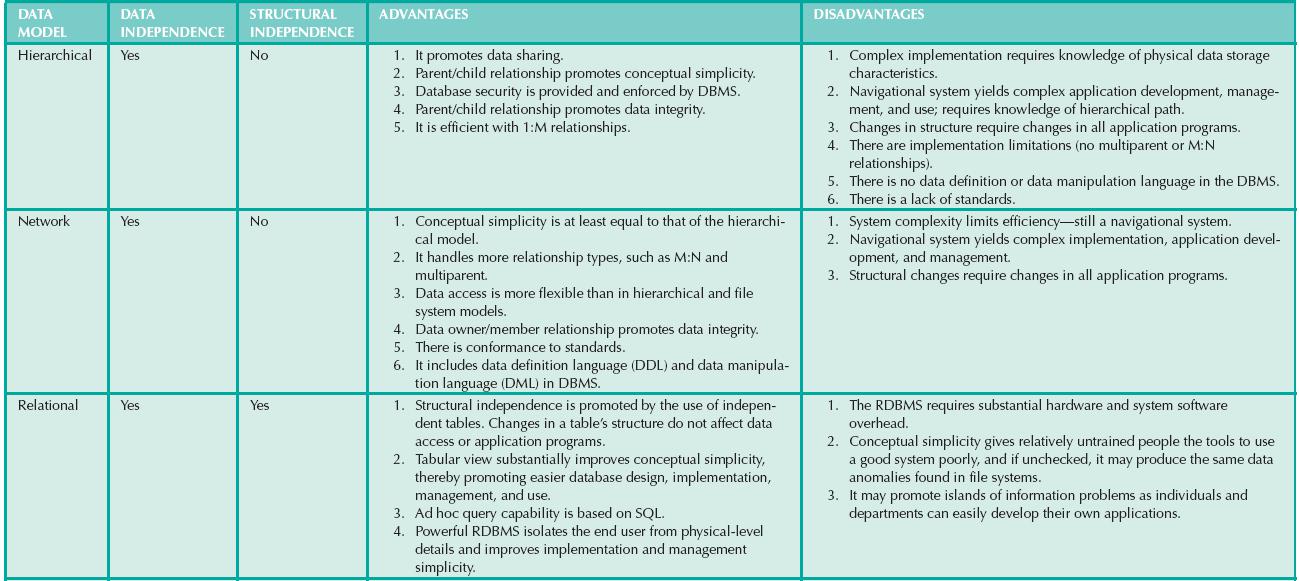 DATA MODEL
DATA INDEPENDENCE
STRUCTURAL INDEPENDENCE
ADVANTAGES
DISADVANTAGES
Hierarchical
Yes
No
1. It promotes data sharing.
2. Parent/child relationship promotes conceptual simplicity.
3. Database security is provided and enforced by DBMS.
4. Parent/child relationship promotes data integrity.
5. It is efficient with 1:M relationships.
1. Complex implementation requires knowledge of physical data storage
characteristics.
2. Navigational system yields complex application development, manage-
ment, and use; requires knowledge of hierarchical path.
3. Changes in structure require changes in all application programs.
4. There are implementation limitations (no multiparent or M:N
relationships).
5. There is no data definition or data manipulation language in the DBMS.
6. There is a lack of standards.
Network
Yes
No
1. Conceptual simplicity is at least equal to that of the hierarchi-
cal model.
2. It handles more relationship types, such as M:N and
multiparent.
3. Data access is more flexible than in hierarchical and file
system models.
4. Data owner/member relationship promotes data integrity.
5. There is conformance to standards.
6. It includes data definition language (DDL) and data manipula-
tion language (DML) in DBMS.
1. System complexity limits efficiency—still a navigational system.
2. Navigational system yields complex implementation, application devel-
opment, and management.
3. Structural changes require changes in all application programs.
Relational
Yes
Yes
1. Structural independence is promoted by the use of indepen-
dent tables. Changes in a table's structure do not affect data
access or application programs.
2. Tabular view substantially improves conceptual simplicity,
thereby promoting easier database design, implementation,
management, and use.
3. Ad hoc query capability is based on SQL.
4. Powerful RDBMS isolates the end user from physical-level
details and improves implementation and management
simplicity.
1. The RDBMS requires substantial hardware and system software
overhead.
2. Conceptual simplicity gives relatively untrained people the tools to use
a good system poorly, and if unchecked, it may produce the same data
anomalies found in file systems.
3. It may promote islands of information problems as individuals and
departments can easily develop their own applications.